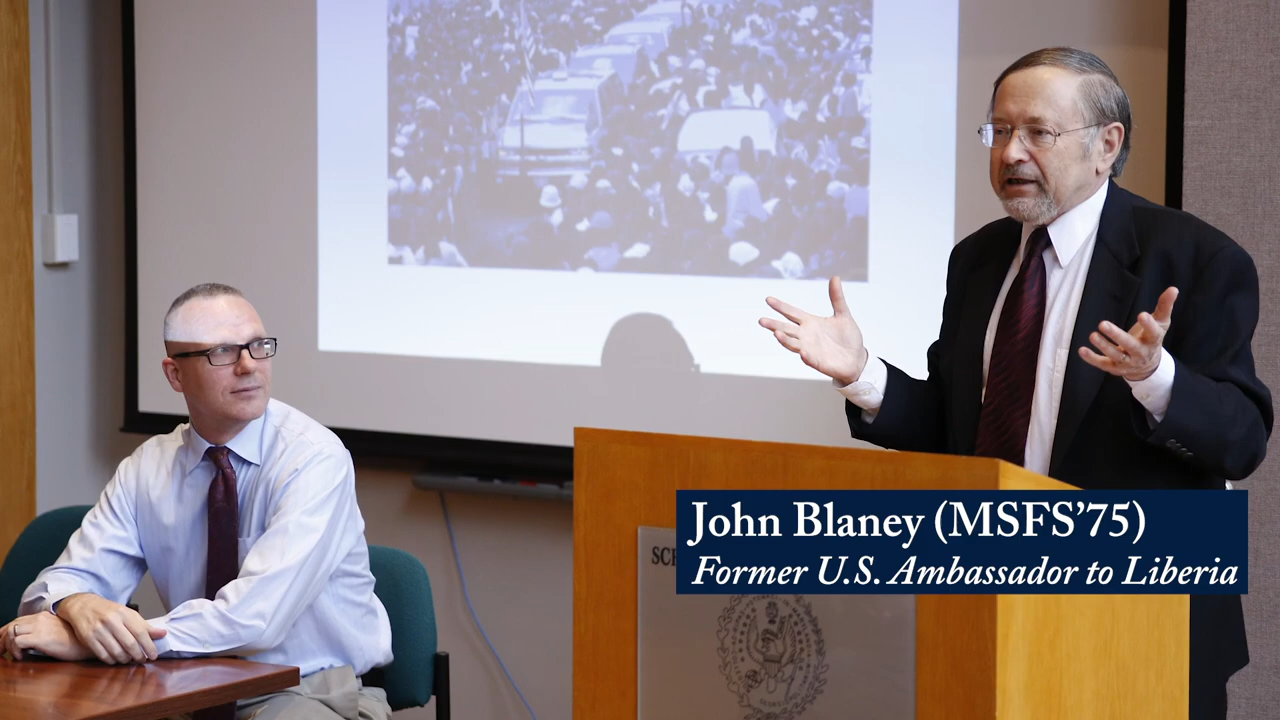 John Blaney (MSFS’75)
Former U.S. Ambassador to Liberia